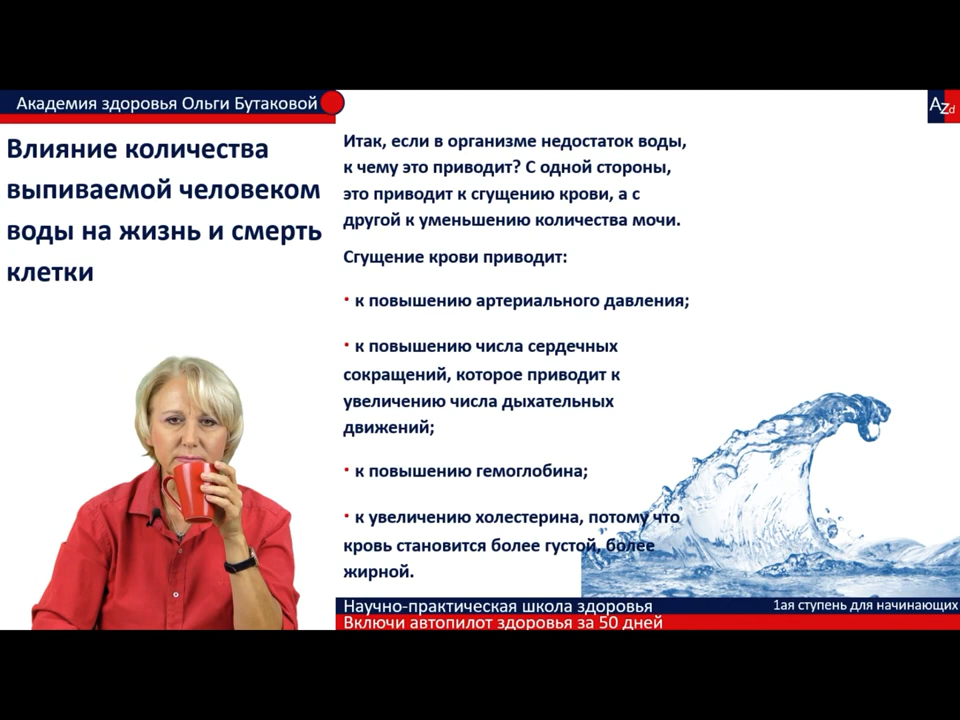 Академия здоровья Ольги Бутаковой
AZd
Влияние количества
выпиваемой человеком
воды на жизнь и смерть
клетки
Итак, если в организме недостаток воды,
к чему это приводит? С одной стороны,
это приводит к сгущению крови, а с
другой к уменьшению количества мочи.
Сгущение крови приводит:
• к повышению артериального давления;
• к повышению числа сердечных
сокращений, которое приводит к
увеличению числа дыхательных
движений;
• к повышению гемоглобина;
• к увеличению холестерина, потому что
кровь становится более густой, более
жирной.
Научно-практическая школа здоровья
1ая ступень для начинающих
Включи автопилот здоровья за 50 дней